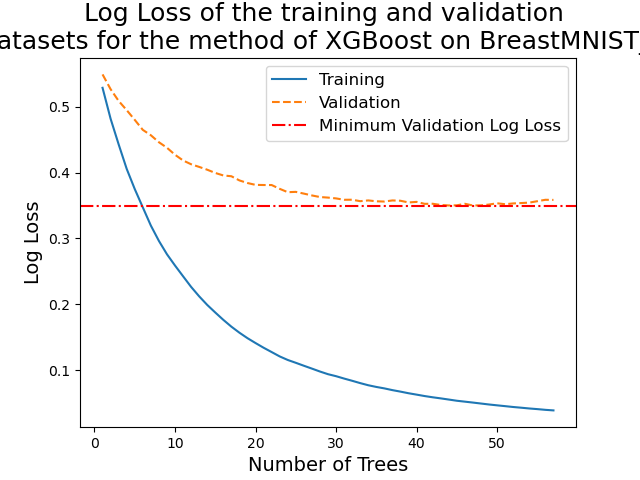 Log Loss of the training and validation
atasets for the method of XGBoost on BreastMNIST_
Training
Validation
Minimum Validation Log Loss
Log Loss
0.5
0.4
0.3
0.2
0.1
0 10 20 30 40 50
Number of Trees